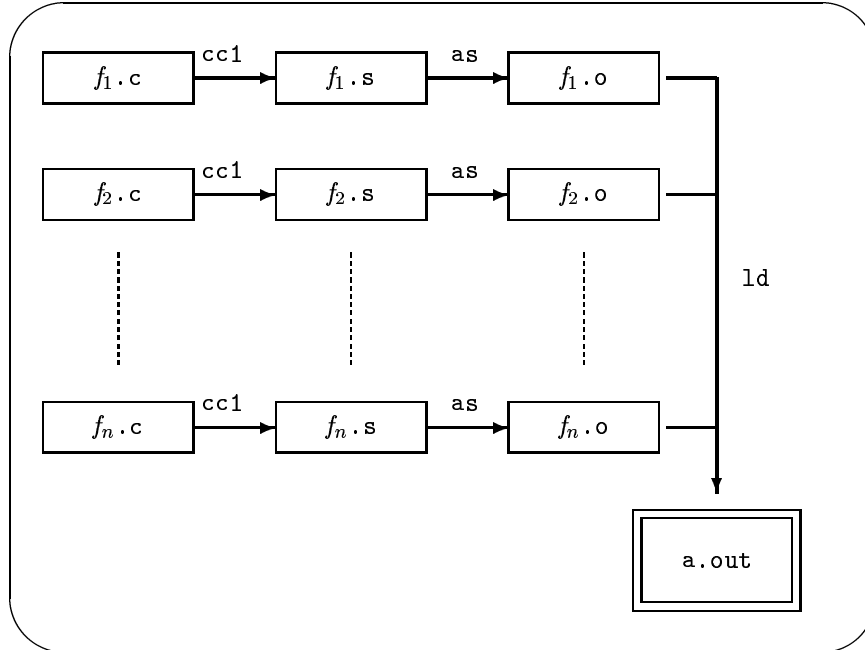 cc1 as
f₁.c f₁.s f₁.o
cc1 as
f₂.c f₂.s f₂.o
ld
cc1 as
fₙ.c fₙ.s fₙ.o
a.out